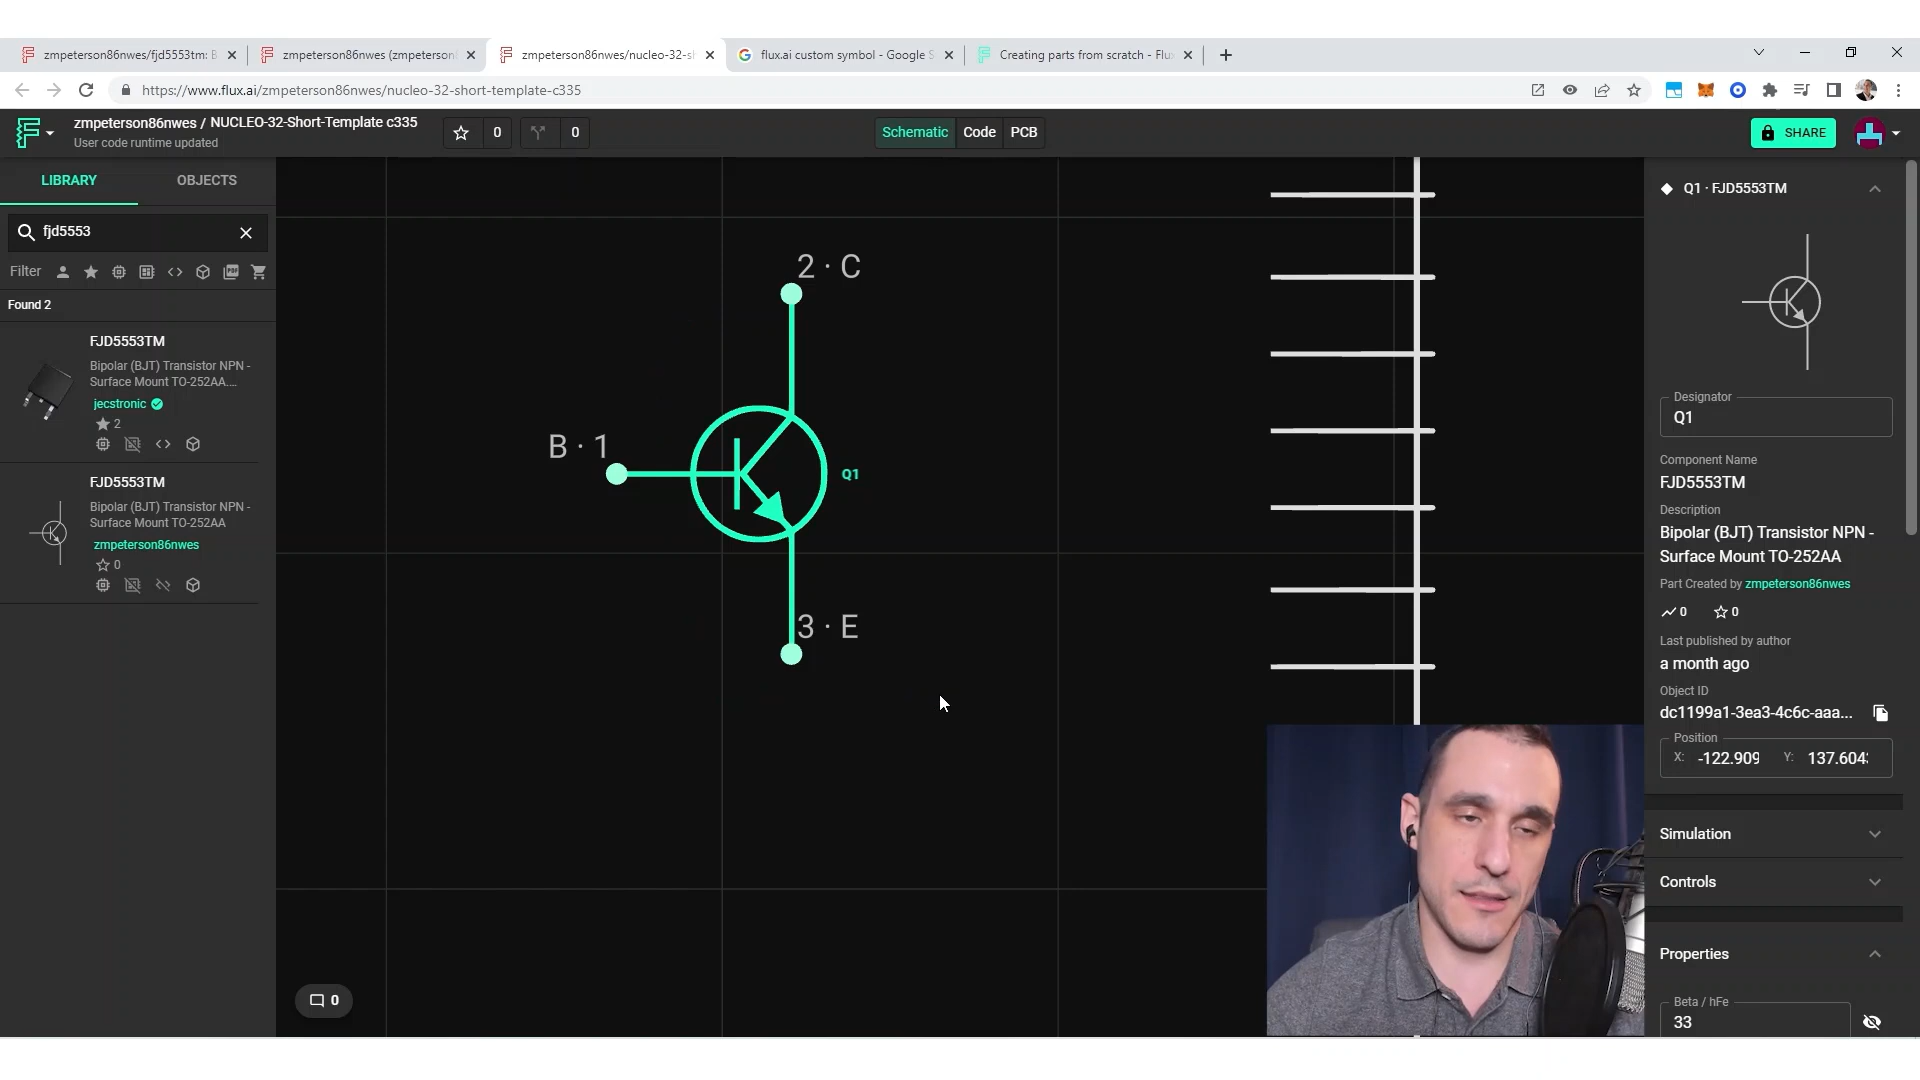 zmpeterson86nwes/fjd5553tm: B
zmpeterson86nwes (zmpeterson
zmpeterson86nwes/nucleo-32-s
flux.ai custom symbol - Google S
Creating parts from scratch - Flux
https://www.flux.ai/zmpeterson86nwes/nucleo-32-short-template-c335
zmpeterson86nwes / NUCLEO-32-Short-Template c335
User code runtime updated
0
0
Schematic
Code
PCB
SHARE
LIBRARY
OBJECTS
fjd5553
Filter
PDF
Found 2
FJD5553TM
Bipolar (BJT) Transistor NPN -
Surface Mount TO-252AA....
jecstronic
2
FJD5553TM
Bipolar (BJT) Transistor NPN -
Surface Mount TO-252AA
zmpeterson86nwes
0
2 · C
B · 1
Q1
3 · E
0
Q1 · FJD5553TM
Designator
Q1
Component Name
FJD5553TM
Description
Bipolar (BJT) Transistor NPN -
Surface Mount TO-252AA
Part Created by zmpeterson86nwes
0
0
Last published by author
a month ago
Object ID
dc1199a1-3ea3-4c6c-aaa...
Position
X: -122.909 Y: 137.604
Simulation
Controls
Properties
Beta / hFe
33